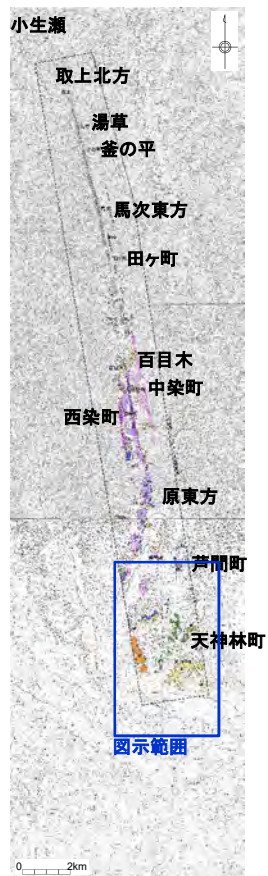 小生瀬
取上北方
湯草
釜の平
馬次東方
田ヶ町
百目木
中染町
西染町
原東方
芦間町
天神林町
図示範囲
0 2km